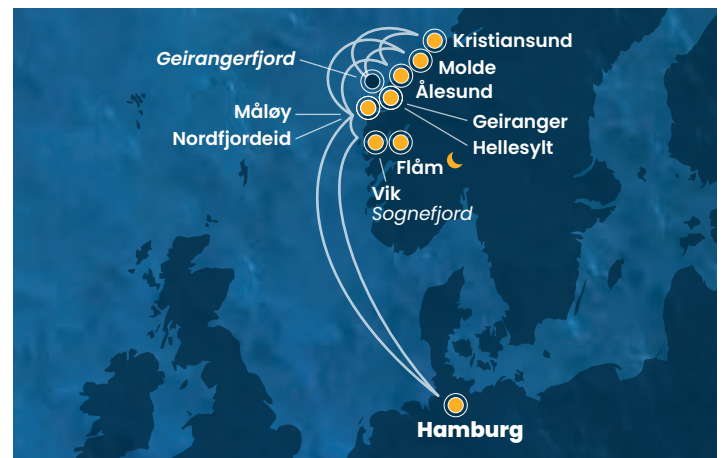 Kristiansund
Geirangerfjord
Molde
Ålesund
Måløy
Geiranger
Nordfjordeid
Hellesylt
Flåm
Vik
Sognefjord
Hamburg